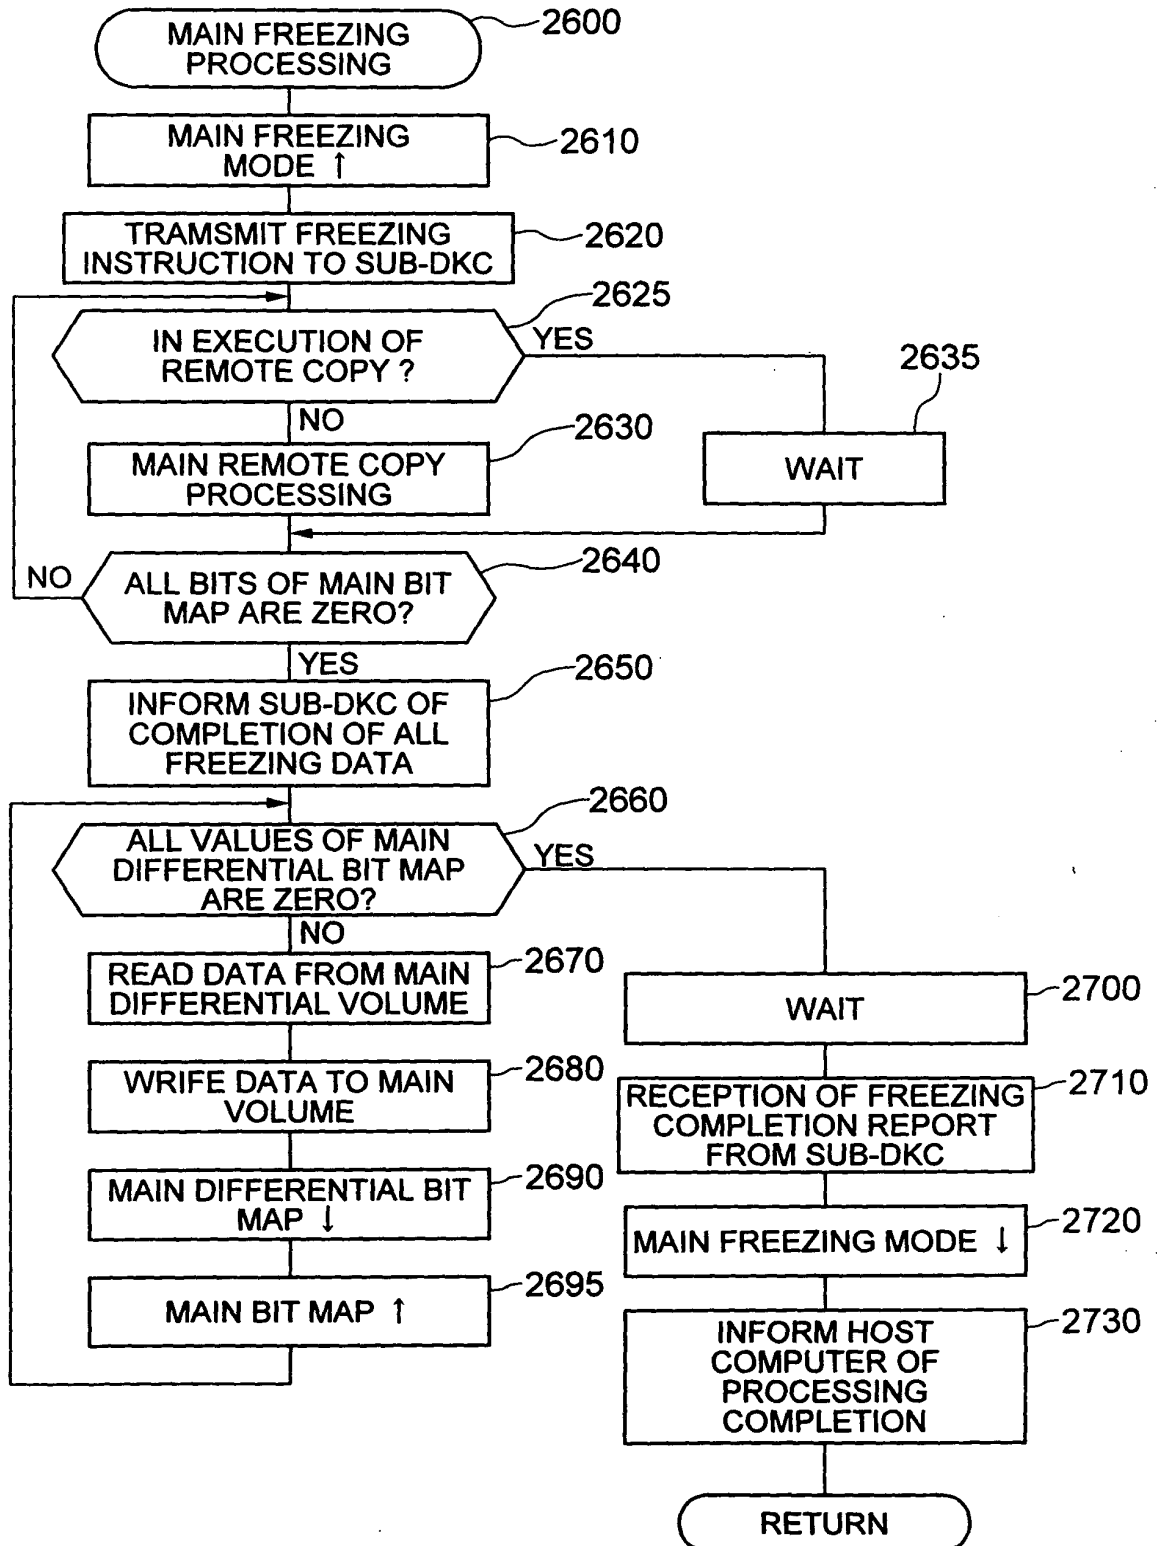 MAIN FREEZING
PROCESSING
2600
MAIN FREEZING
MODE ↑
2610
TRAMSMIT FREEZING
INSTRUCTION TO SUB-DKC
2620
IN EXECUTION OF
REMOTE COPY ?
2625
YES
NO
2635
WAIT
MAIN REMOTE COPY
PROCESSING
2630
ALL BITS OF MAIN BIT
MAP ARE ZERO?
2640
NO
YES
INFORM SUB-DKC OF
COMPLETION OF ALL
FREEZING DATA
2650
ALL VALUES OF MAIN
DIFFERENTIAL BIT MAP
ARE ZERO?
2660
YES
NO
READ DATA FROM MAIN
DIFFERENTIAL VOLUME
2670
WRIFE DATA TO MAIN
VOLUME
2680
MAIN DIFFERENTIAL BIT
MAP ↓
2690
MAIN BIT MAP ↑
2695
WAIT
2700
RECEPTION OF FREEZING
COMPLETION REPORT
FROM SUB-DKC
2710
MAIN FREEZING MODE ↓
2720
INFORM HOST
COMPUTER OF
PROCESSING
COMPLETION
2730
RETURN